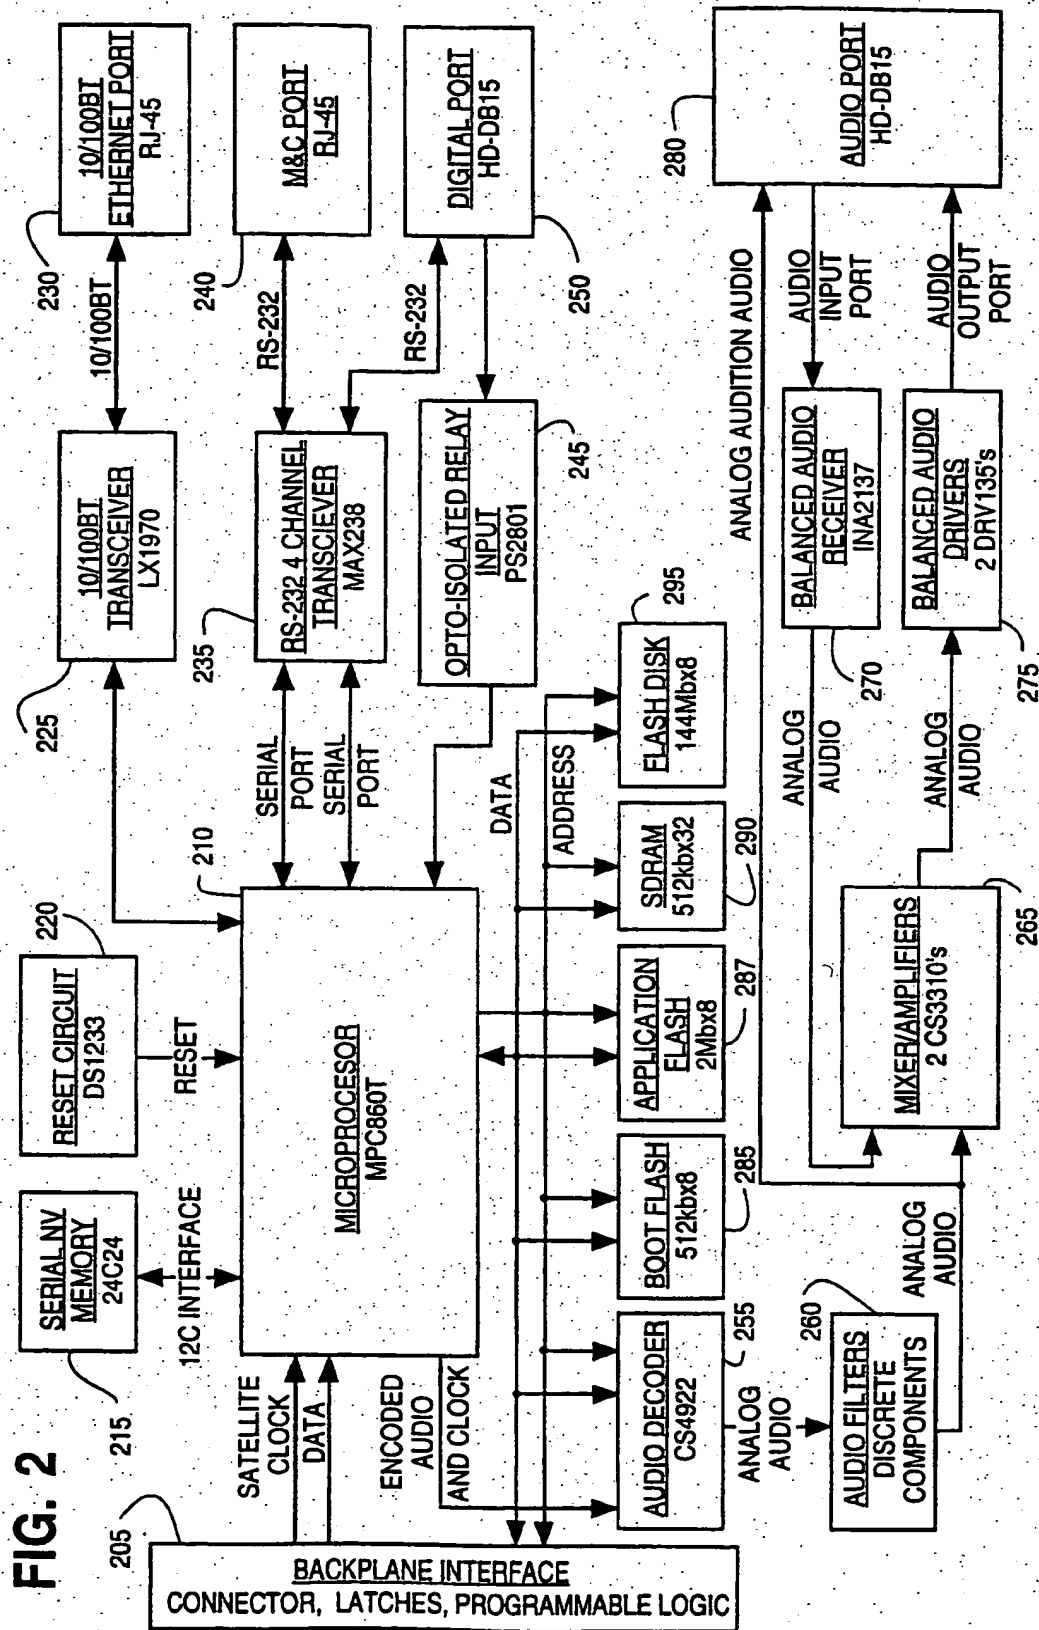 FIG. 2
205
BACKPLANE INTERFACE
CONNECTOR, LATCHES, PROGRAMMABLE LOGIC
SERIAL NV
MEMORY
24C24
215
12C INTERFACE
RESET CIRCUIT
DS1233
220
RESET
SATELLITE
CLOCK
DATA
ENCODED
AUDIO
AND CLOCK
MICROPROCESOR
MPC860T
210
10/100BT
TRANSCEIVER
LX1970
225
10/100BT
10/100BT
ETHERNET PORT
RJ-45
230
SERIAL
PORT
SERIAL
PORT
RS-232 4 CHANNEL
TRANSCIEVER
MAX238
235
RS-232
M&C PORT
RJ-45
240
RS-232
DIGITAL PORT
HD-DB15
250
OPTO-ISOLATED RELAY
INPUT
PS2801
245
DATA
ADDRESS
AUDIO DECODER
CS4922
255
BOOT FLASH
512kbx8
285
APPLICATION
FLASH
2Mbx8
287
SDRAM
512kbx32
290
FLASH DISK
144Mbx8
295
ANALOG
AUDIO
AUDIO FILTERS
DISCRETE
COMPONENTS
260
ANALOG
AUDIO
MIXER/AMPLIFIERS
2 CS3310's
265
ANALOG
AUDIO
ANALOG
AUDIO
BALANCED AUDIO
RECEIVER
INA2137
270
BALANCED AUDIO
DRIVERS
2 DRV135's
275
ANALOG AUDITION AUDIO
AUDIO
INPUT
PORT
AUDIO
OUTPUT
PORT
AUDIO PORT
HD-DB15
280